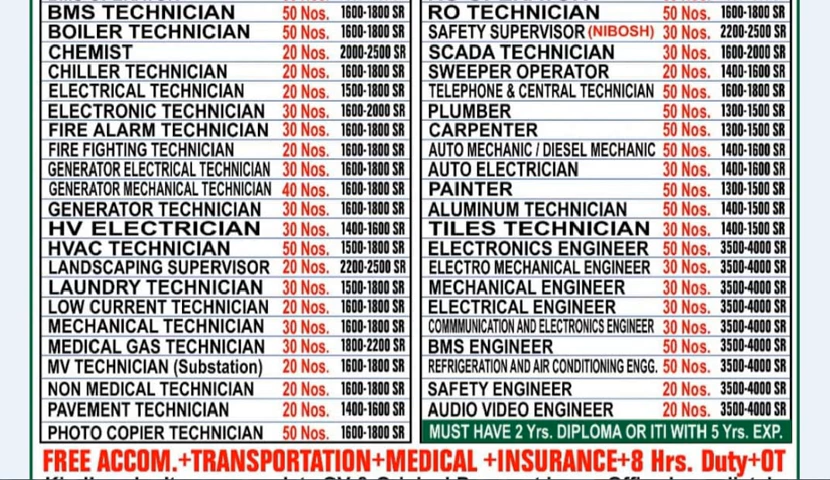 BMS TECHNICIAN 50 Nos. 1600-1800 SR
BOILER TECHNICIAN 50 Nos. 1600-1800 SR
CHEMIST 20 Nos. 2000-2500 SR
CHILLER TECHNICIAN 20 Nos. 1600-1800 SR
ELECTRICAL TECHNICIAN 20 Nos. 1500-1800 SR
ELECTRONIC TECHNICIAN 30 Nos. 1600-2000 SR
FIRE ALARM TECHNICIAN 30 Nos. 1600-1800 SR
FIRE FIGHTING TECHNICIAN 20 Nos. 1600-1800 SR
GENERATOR ELECTRICAL TECHNICIAN 30 Nos. 1600-1800 SR
GENERATOR MECHANICAL TECHNICIAN 40 Nos. 1600-1800 SR
GENERATOR TECHNICIAN 30 Nos. 1600-1800 SR
HV ELECTRICIAN 30 Nos. 1400-1600 SR
HVAC TECHNICIAN 50 Nos. 1500-1800 SR
LANDSCAPING SUPERVISOR 20 Nos. 2200-2500 SR
LAUNDRY TECHNICIAN 30 Nos. 1500-1800 SR
LOW CURRENT TECHNICIAN 20 Nos. 1600-1800 SR
MECHANICAL TECHNICIAN 30 Nos. 1600-1800 SR
MEDICAL GAS TECHNICIAN 30 Nos. 1800-2200 SR
MV TECHNICIAN (Substation) 20 Nos. 1600-1800 SR
NON MEDICAL TECHNICIAN 20 Nos. 1600-1800 SR
PAVEMENT TECHNICIAN 20 Nos. 1400-1600 SR
PHOTO COPIER TECHNICIAN 50 Nos. 1600-1800 SR
RO TECHNICIAN 50 Nos. 1600-1800 SR
SAFETY SUPERVISOR (NIBOSH) 30 Nos. 2200-2500 SR
SCADA TECHNICIAN 30 Nos. 1600-2000 SR
SWEEPER OPERATOR 20 Nos. 1400-1600 SR
TELEPHONE & CENTRAL TECHNICIAN 50 Nos. 1600-1800 SR
PLUMBER 50 Nos. 1300-1500 SR
CARPENTER 50 Nos. 1300-1500 SR
AUTO MECHANIC / DIESEL MECHANIC 50 Nos. 1400-1600 SR
AUTO ELECTRICIAN 30 Nos. 1400-1600 SR
PAINTER 50 Nos. 1300-1500 SR
ALUMINUM TECHNICIAN 50 Nos. 1400-1500 SR
TILES TECHNICIAN 30 Nos. 1400-1500 SR
ELECTRONICS ENGINEER 50 Nos. 3500-4000 SR
ELECTRO MECHANICAL ENGINEER 30 Nos. 3500-4000 SR
MECHANICAL ENGINEER 30 Nos. 3500-4000 SR
ELECTRICAL ENGINEER 30 Nos. 3500-4000 SR
COMMMUNICATION AND ELECTRONICS ENGINEER 30 Nos. 3500-4000 SR
BMS ENGINEER 50 Nos. 3500-4000 SR
REFRIGERATION AND AIR CONDITIONING ENGG. 50 Nos. 3500-4000 SR
SAFETY ENGINEER 20 Nos. 3500-4000 SR
AUDIO VIDEO ENGINEER 20 Nos. 3500-4000 SR
MUST HAVE 2 Yrs. DIPLOMA OR ITI WITH 5 Yrs. EXP.
FREE ACCOM.+TRANSPORTATION+MEDICAL +INSURANCE+8 Hrs. Duty+OT